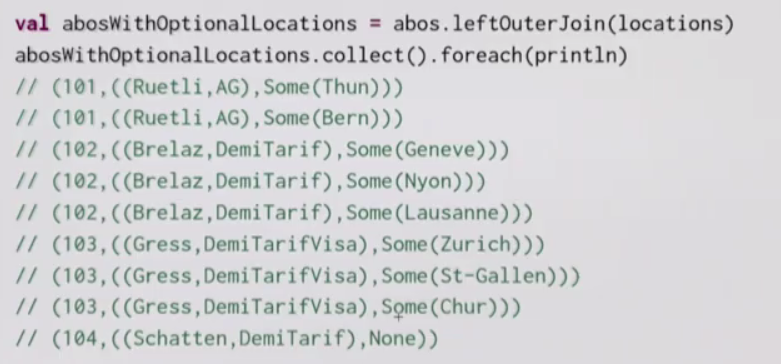 val abosWithOptionalLocations = abos.leftOuterJoin(locations)
abosWithOptionalLocations.collect().foreach(println)
// (101,((Ruetli,AG),Some(Thun)))
// (101,((Ruetli,AG),Some(Bern)))
// (102,((Brelaz,DemiTarif),Some(Geneve)))
// (102,((Brelaz,DemiTarif),Some(Nyon)))
// (102,((Brelaz,DemiTarif),Some(Lausanne)))
// (103,((Gress,DemiTarifVisa),Some(Zurich)))
// (103,((Gress,DemiTarifVisa),Some(St-Gallen)))
// (103,((Gress,DemiTarifVisa),Some(Chur)))
// (104,((Schatten,DemiTarif),None))